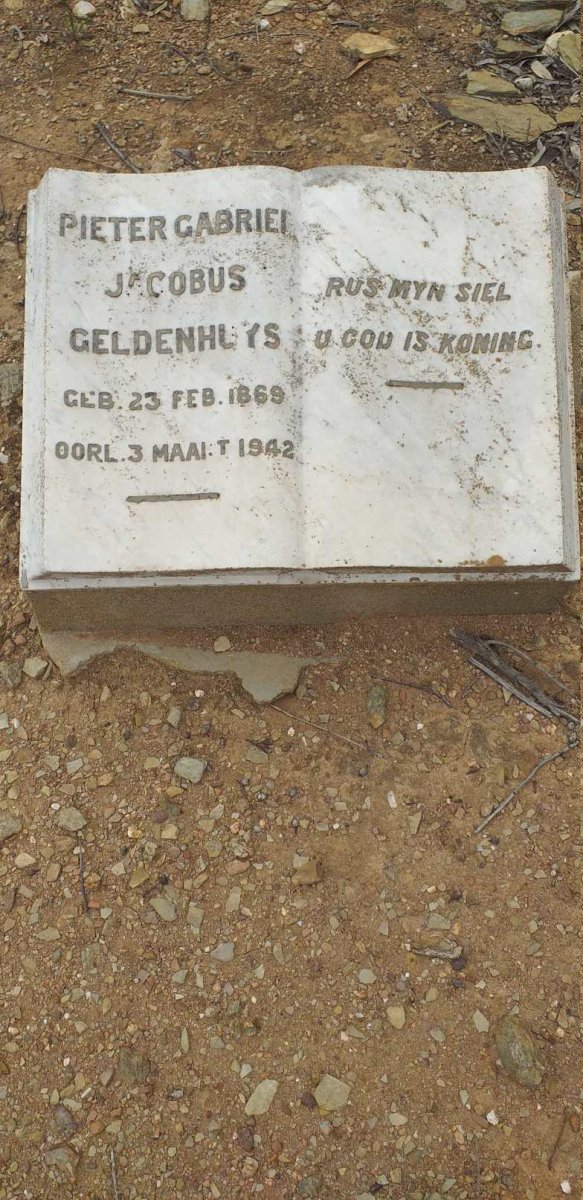 PIETER GABRIEL
JACOBUS
GELDENHUYS
GEB. 23 FEB. 1869
OORL. 3 MAART 1942
RUS MYN SIEL
U GOD IS KONING.